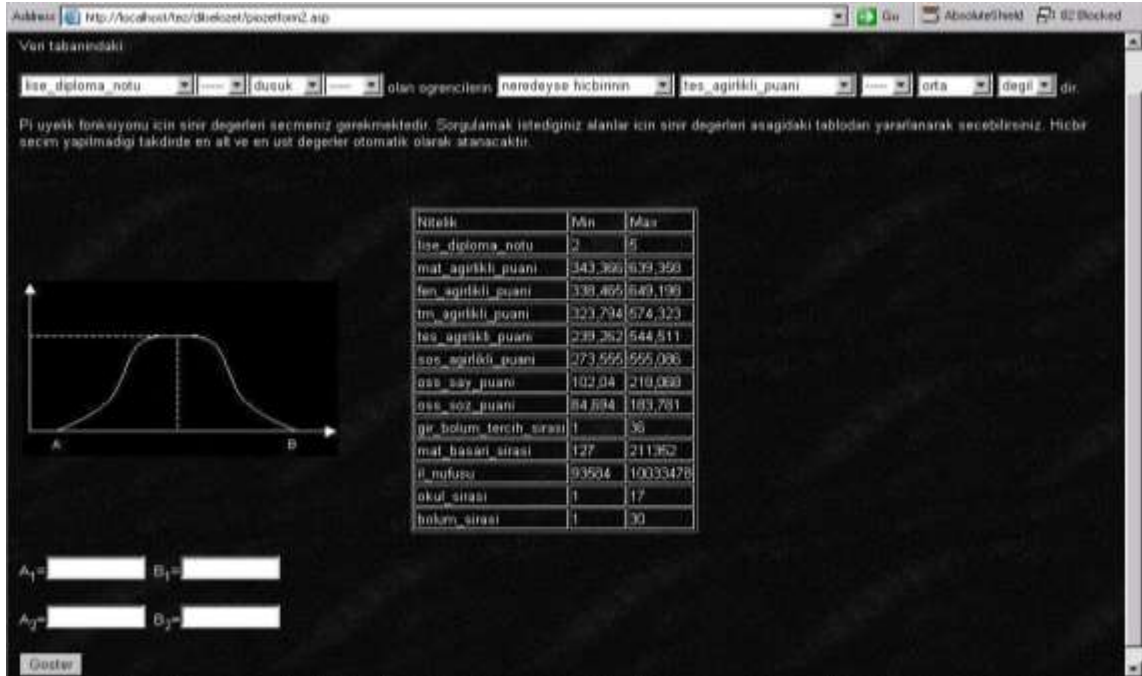 Address http://localhost/tez/dilselozet/piozetform2.asp Go AbsoluteShield 82 Blocked
Veri tabanindaki
lise_diploma_notu ---- dusuk ---- olan ogrencilerin neredeyse hicbirinin tes_agirlikli_puani ---- orta degil dir.
Pi uyelik fonksiyonu icin sinir degerleri secmeniz gerekmektedir. Sorgulamak istediginiz alanlar icin sinir degerleri asagidaki tablodan yararlanarak secebilirsiniz. Hicbir
secim yapilmadigi takdirde en alt ve en ust degerler otomatik olarak atanacaktir.
Nitelik Min Max
lise_diploma_notu 2 5
mat_agirlikli_puani 343,366 639,358
fen_agirlikli_puani 338,465 649,198
tm_agirlikli_puani 323,794 574,323
tes_agirlikli_puani 239,262 544,511
sos_agirlikli_puani 273,555 555,086
oss_say_puani 102,04 218,068
oss_soz_puani 84,694 183,781
gir_bolum_tercih_sirasi 1 36
mat_basari_sirasi 127 211362
il_nufusu 93584 10033478
okul_sirasi 1 17
bolum_sirasi 1 30
A B
A1= B1=
A2= B2=
Goster